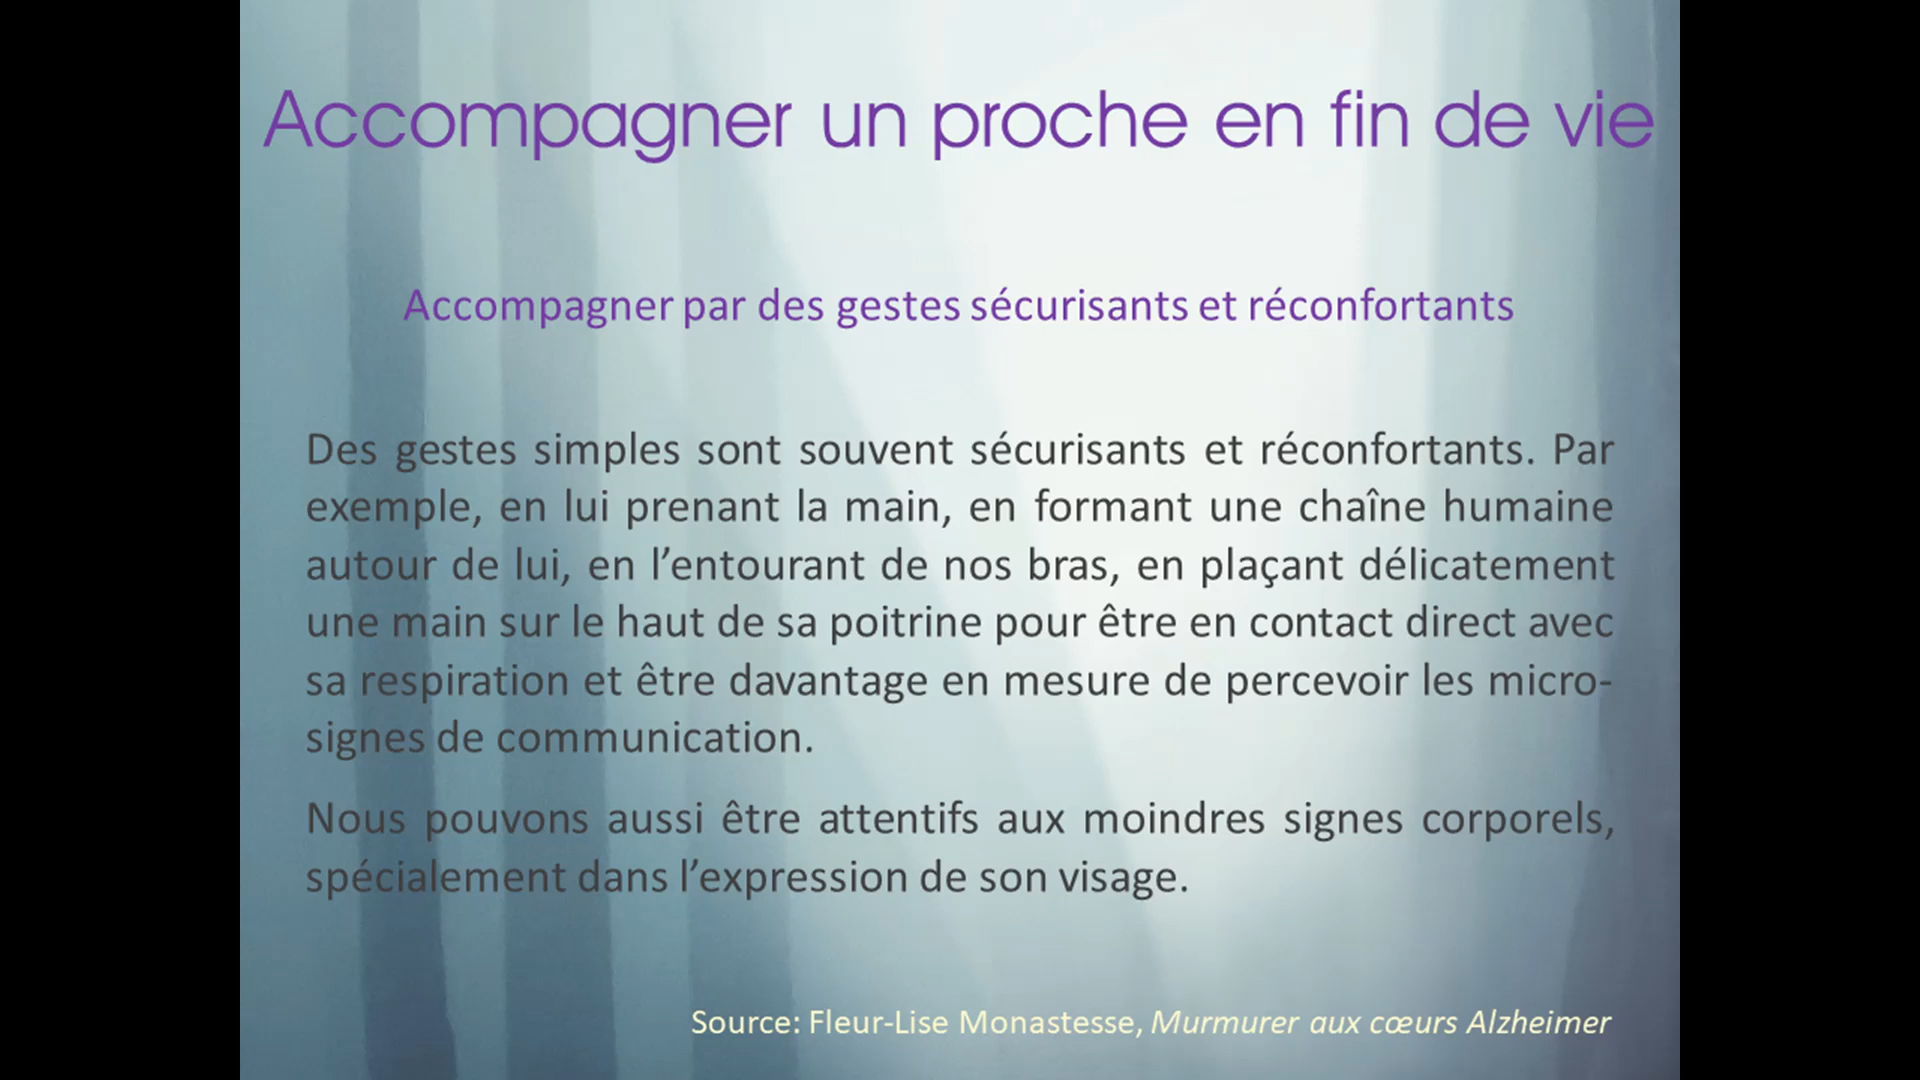 Accompagner un proche en fin de vie
Accompagner par des gestes sécurisants et réconfortants
Des gestes simples sont souvent sécurisants et réconfortants. Par
exemple, en lui prenant la main, en formant une chaîne humaine
autour de lui, en l’entourant de nos bras, en plaçant délicatement
une main sur le haut de sa poitrine pour être en contact direct avec
sa respiration et être davantage en mesure de percevoir les micro-
signes de communication.
Nous pouvons aussi être attentifs aux moindres signes corporels,
spécialement dans l’expression de son visage.
Source: Fleur-Lise Monastesse, Murmurer aux cœurs Alzheimer